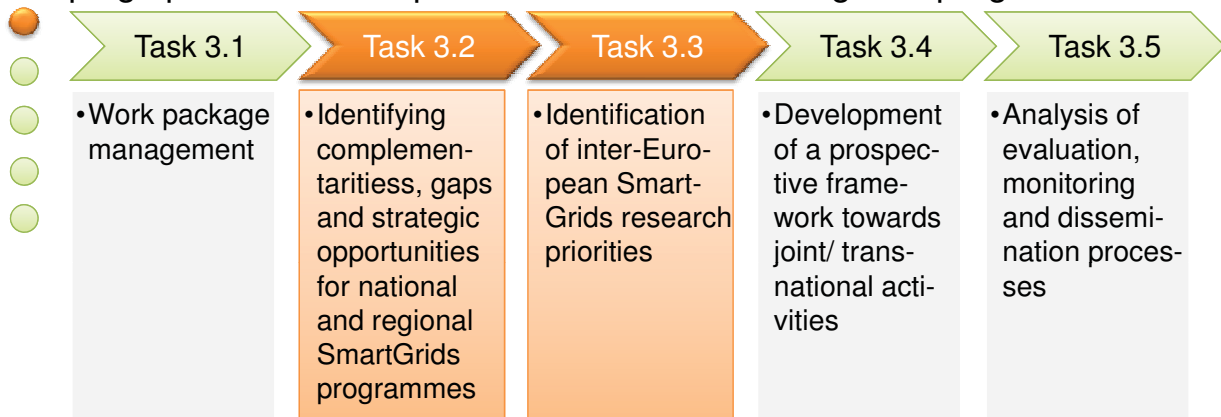 Task 3.1
Task 3.2
Task 3.3
Task 3.4
Task 3.5
•Work package
management
•Identifying
complemen-
taritiess, gaps
and strategic
opportunities
for national
and regional
SmartGrids
programmes
•Identification
of inter-Euro-
pean Smart-
Grids research
priorities
•Development
of a prospec-
tive frame-
work towards
joint/ trans-
national acti-
vities
•Analysis of
evaluation,
monitoring
and dissemi-
nation proces-
ses